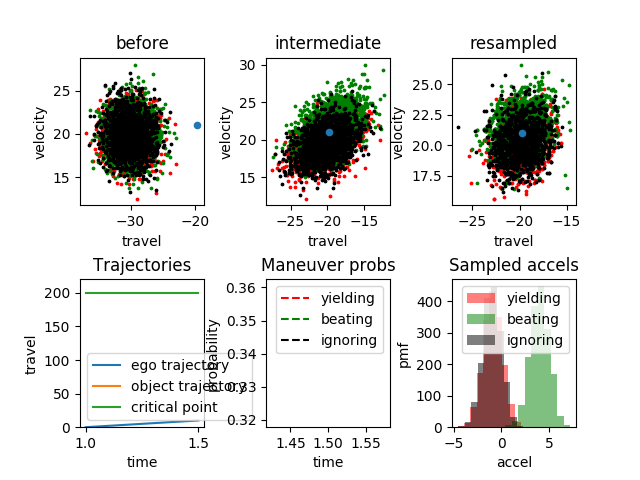 before
intermediate
resampled
velocity
25
20
15
−30
−20
travel
velocity
30
25
20
15
−25
−20
−15
travel
velocity
25.0
22.5
20.0
17.5
−25
−20
−15
travel
Trajectories
travel
200
150
100
50
0
ego trajectory
object trajectory
critical point
1.0
1.5
time
Maneuver probs
probability
0.36
0.35
0.34
0.33
0.32
yielding
beating
ignoring
1.45
1.50
1.55
time
Sampled accels
pmf
400
300
200
100
0
yielding
beating
ignoring
−5
0
5
accel